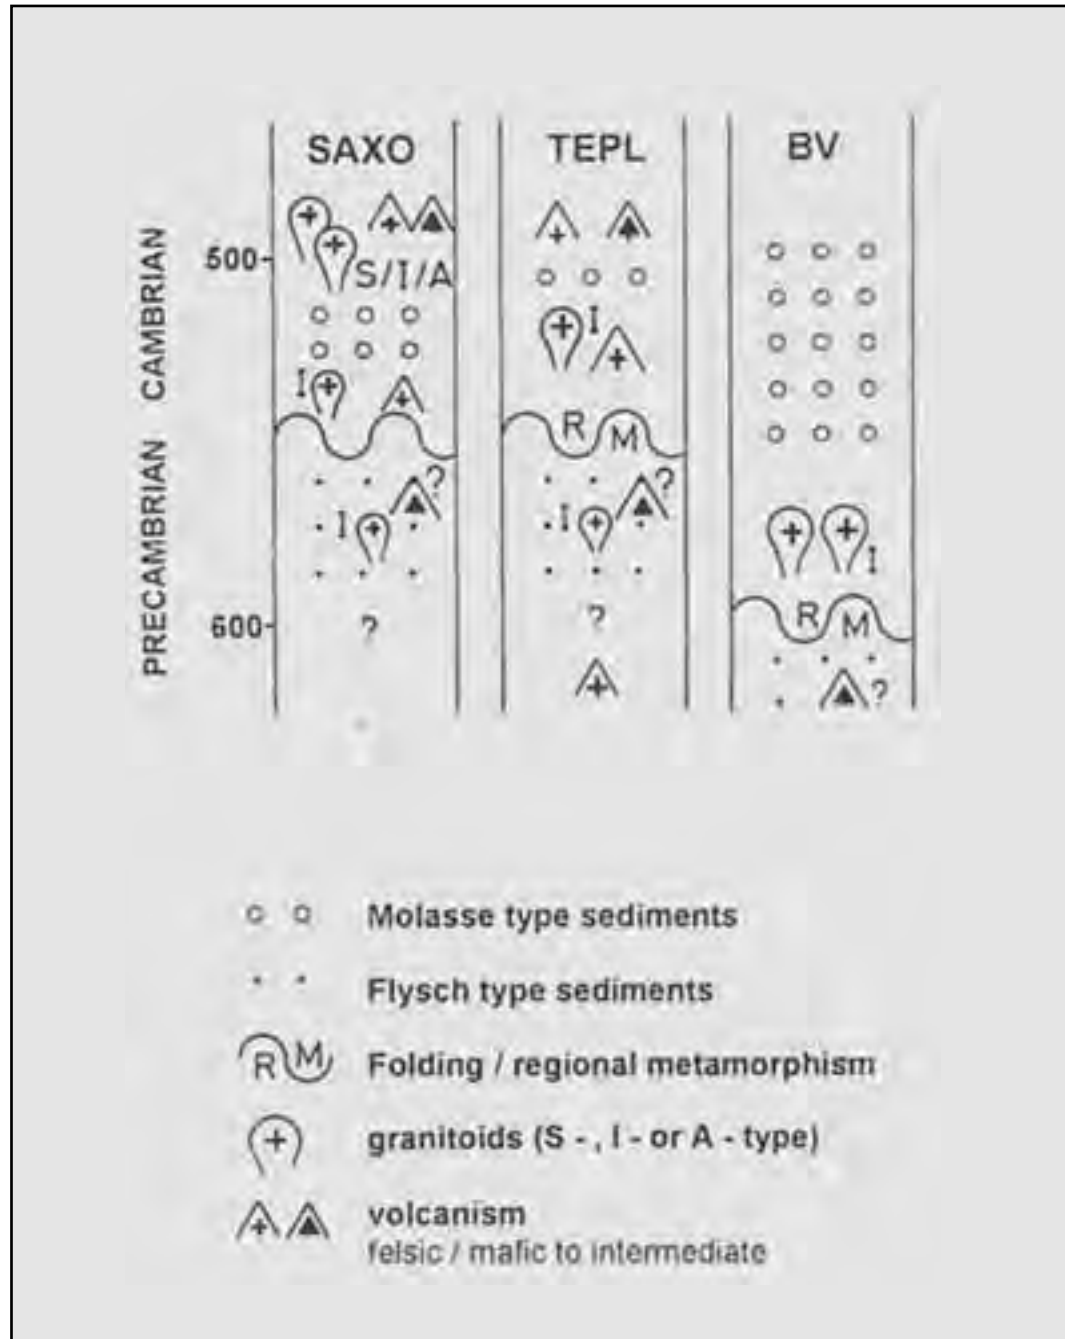 SAXO TEPL BV
PRECAMBRIAN CAMBRIAN
500
S/I/A
I
I
R M
R M
?
?
I
I
I
600
?
?
R M
?
Molasse type sediments
Flysch type sediments
R M Folding / regional metamorphism
granitoids (S - , I - or A - type)
volcanism
felsic / mafic to intermediate